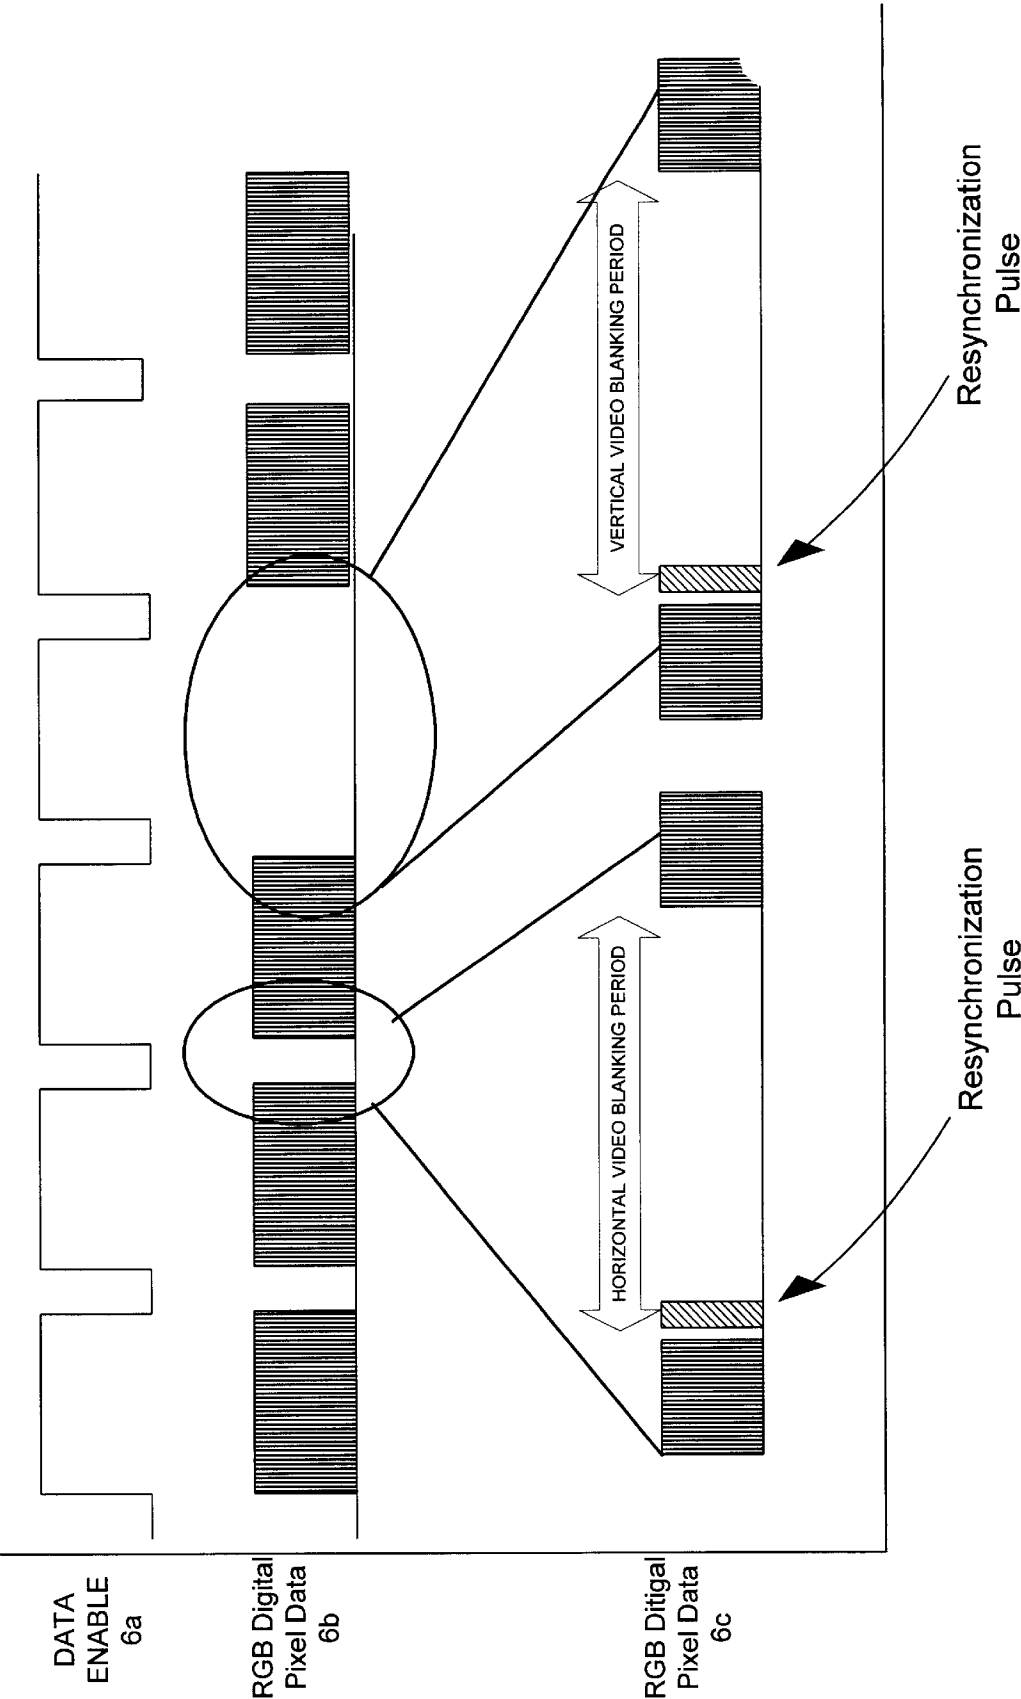 DATA
ENABLE
6a
RGB Digital
Pixel Data
6b
RGB Ditigal
Pixel Data
6c
HORIZONTAL VIDEO BLANKING PERIOD
VERTICAL VIDEO BLANKING PERIOD
Resynchronization
Pulse
Resynchronization
Pulse